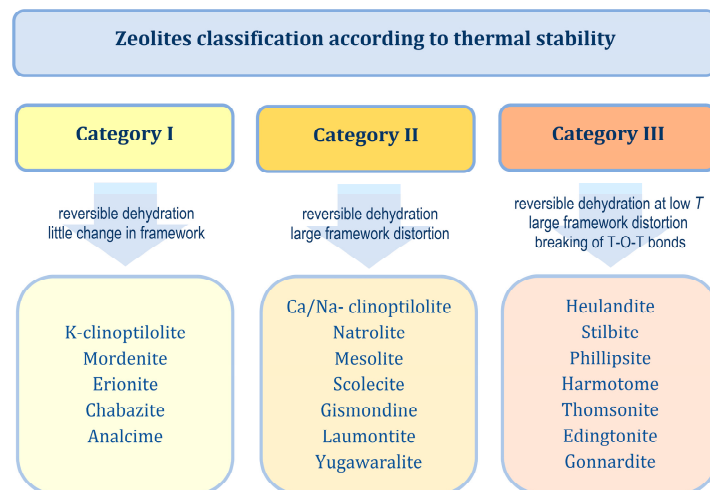 Zeolites classification according to thermal stability
Category I
Category II
Category III
reversible dehydration
little change in framework
reversible dehydration
large framework distortion
reversible dehydration at low T
large framework distortion
breaking of T-O-T bonds
K-clinoptilolite
Mordenite
Erionite
Chabazite
Analcime
Ca/Na- clinoptilolite
Natrolite
Mesolite
Scolecite
Gismondine
Laumontite
Yugawaralite
Heulandite
Stilbite
Phillipsite
Harmotome
Thomsonite
Edingtonite
Gonnardite